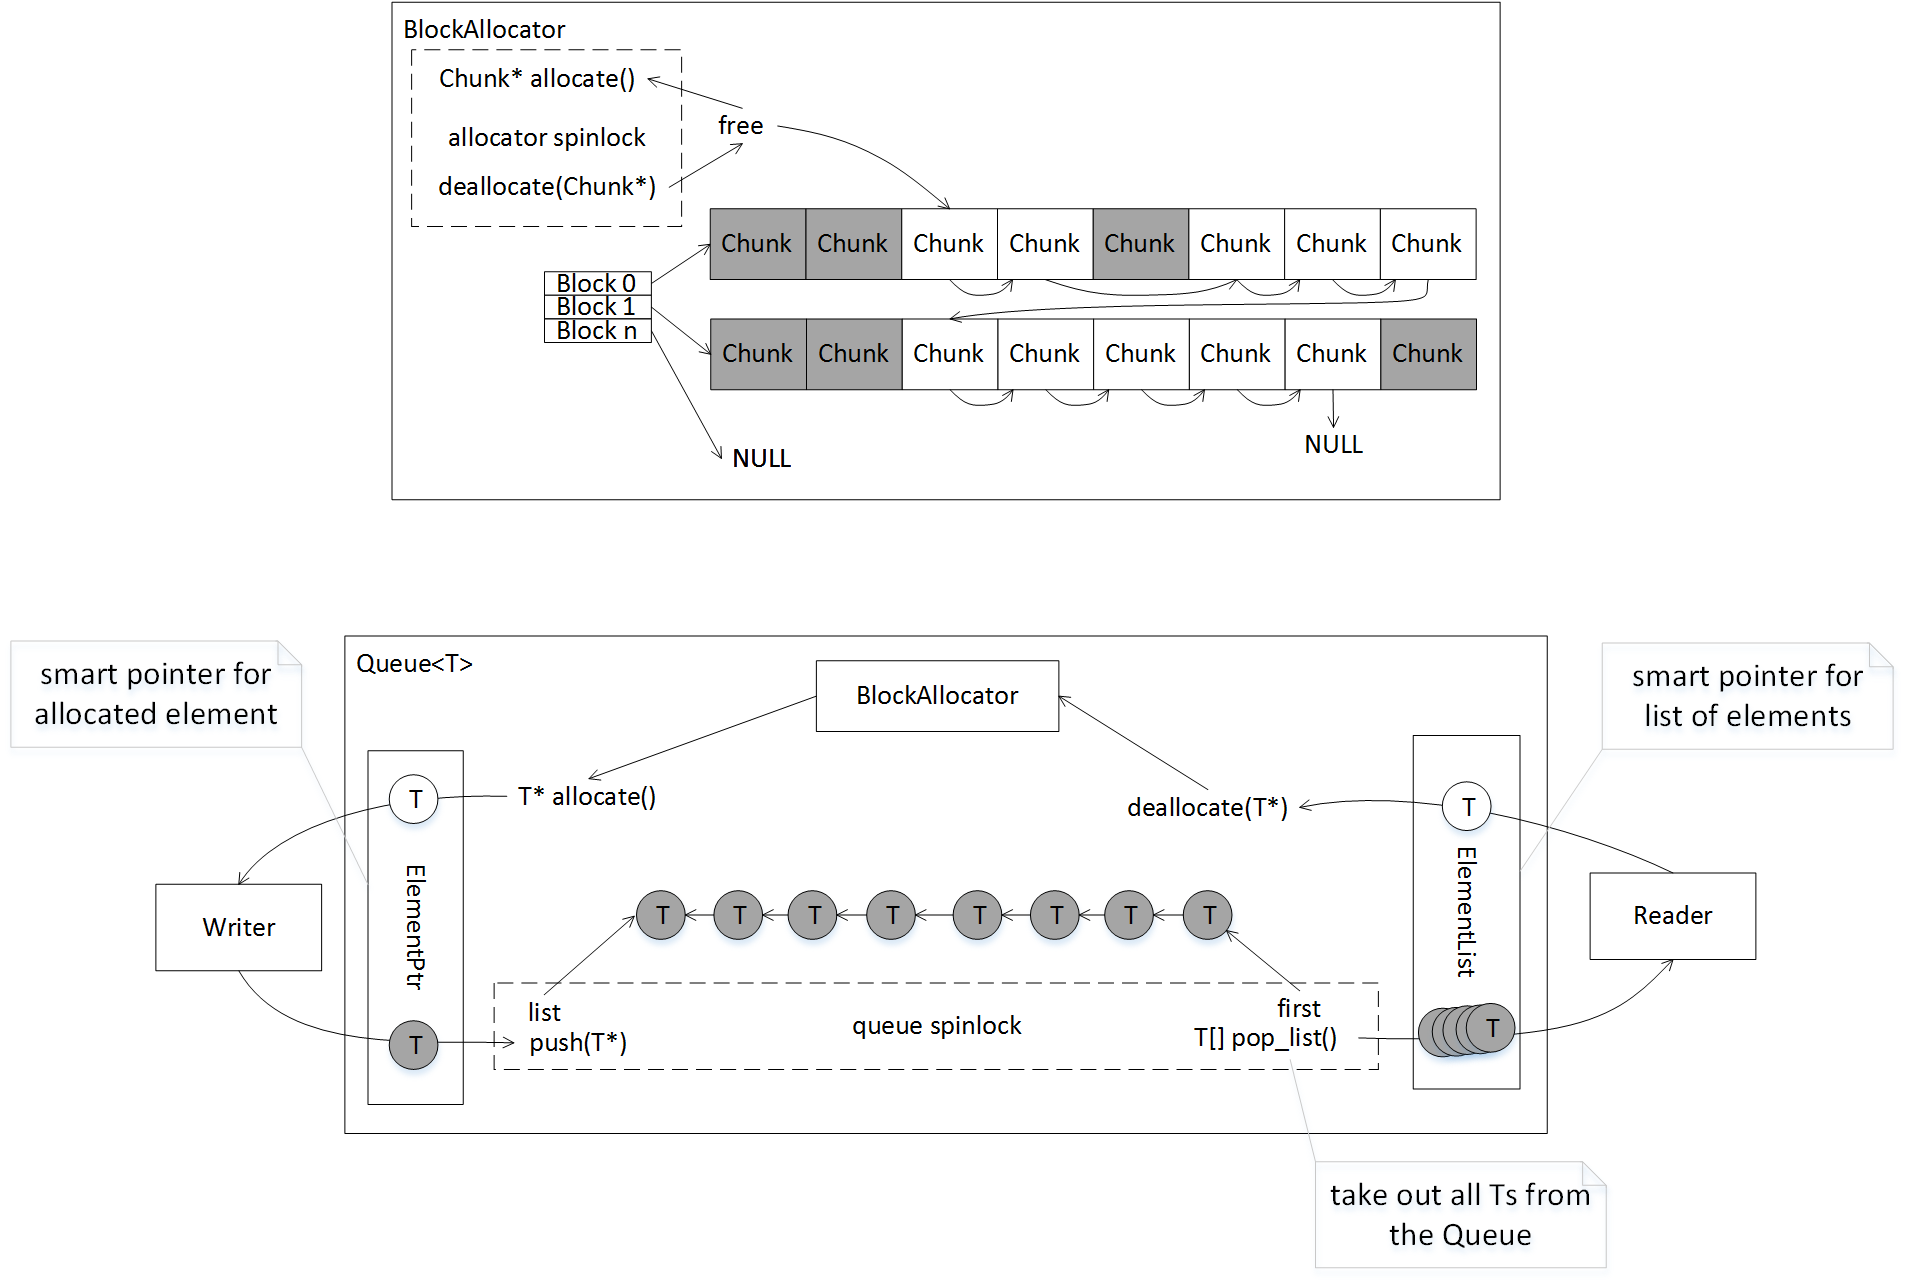 BlockAllocator
Chunk* allocate()
free
allocator spinlock
deallocate(Chunk*)
Chunk Chunk Chunk Chunk Chunk Chunk Chunk Chunk
Block 0
Block 1
Block n
Chunk Chunk Chunk Chunk Chunk Chunk Chunk Chunk
NULL
NULL
smart pointer for
allocated element
Queue<T>
BlockAllocator
smart pointer for
list of elements
T
T* allocate()
deallocate(T*)
T
ElementPtr
ElementList
Writer
T T T T T T T T
Reader
list
push(T*)
queue spinlock
first
T[] pop_list()
T
T
take out all Ts from
the Queue